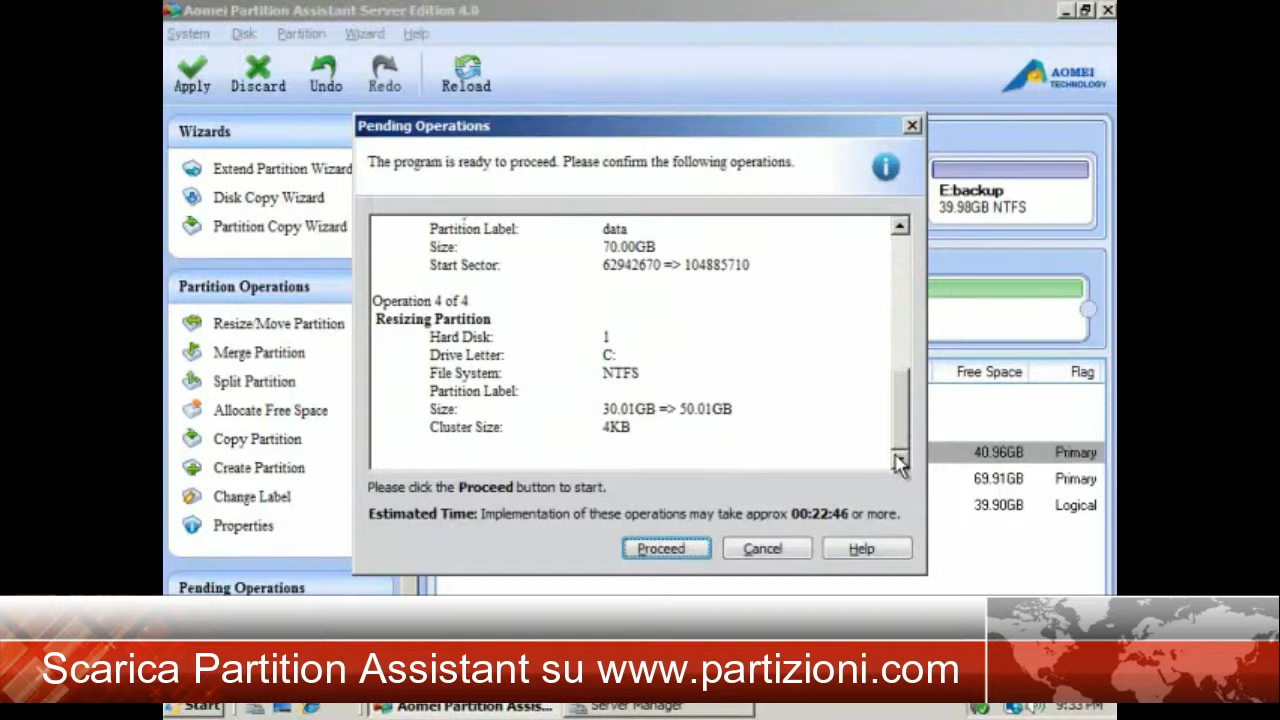 Aomei Partition Assistant Server Edition 4.0
System Disk Partition Wizard Help
Apply Discard Undo Redo Reload
AOMEI
TECHNOLOGY
Wizards
Extend Partition Wizard
Disk Copy Wizard
Partition Copy Wizard
Partition Operations
Resize/Move Partition
Merge Partition
Split Partition
Allocate Free Space
Copy Partition
Create Partition
Change Label
Properties
Pending Operations
Pending Operations
The program is ready to proceed. Please confirm the following operations.
Partition Label: data
Size: 70.00GB
Start Sector: 62942670 => 104885710
Operation 4 of 4
Resizing Partition
Hard Disk: 1
Drive Letter: C:
File System: NTFS
Partition Label:
Size: 30.01GB => 50.01GB
Cluster Size: 4KB
Please click the Proceed button to start.
Estimated Time: Implementation of these operations may take approx 00:22:46 or more.
Proceed Cancel Help
E:backup
39.98GB NTFS
Free Space Flag
40.96GB Primary
69.91GB Primary
39.90GB Logical
Scarica Partition Assistant su www.partizioni.com
Start
Aomei Partition Assis...
Server Manager
9:33 PM